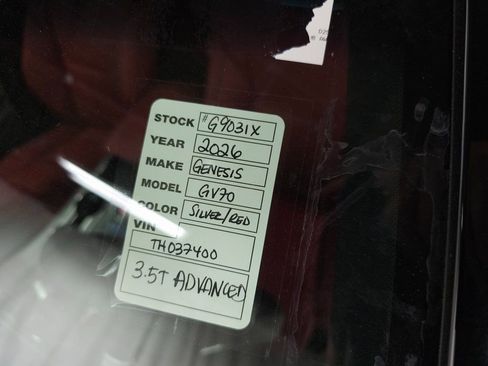 STOCK #G9031X
YEAR 2026
MAKE GENESIS
MODEL GV70
COLOR SILVER/RED
VIN
TH037400
3.5T ADVANCED